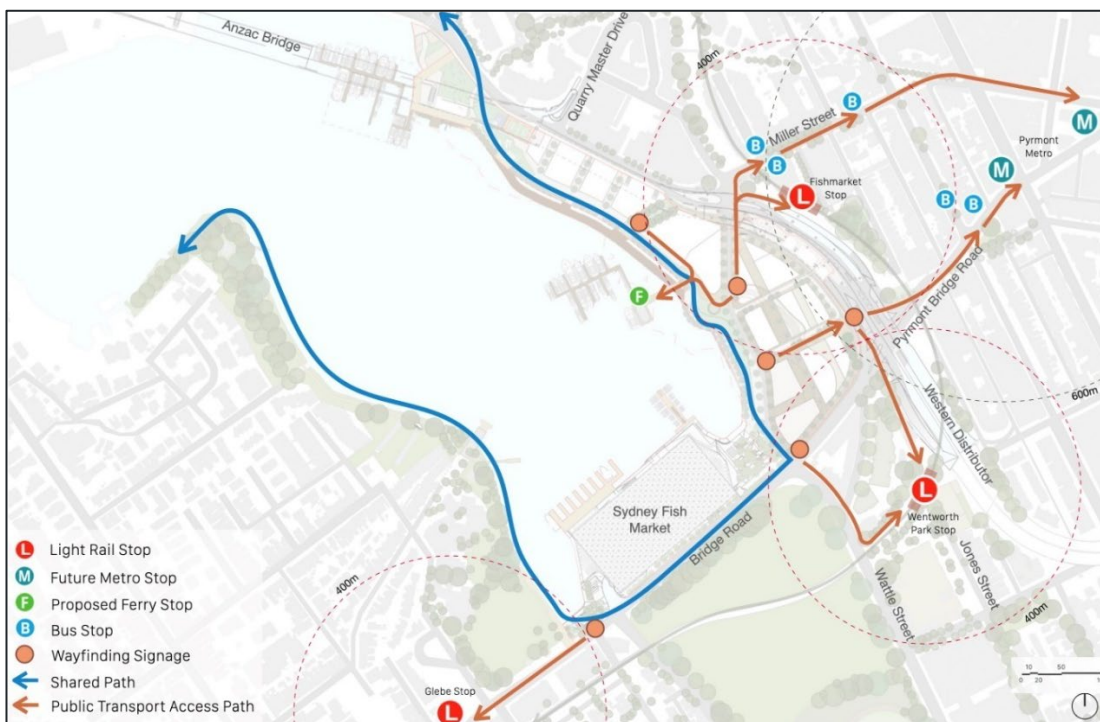 Anzac Bridge
Quarry Master Drive
400m
B
Miller Street
B
B
B
M
Pyrmont
Metro
M
Fishmarket
Stop
L
B
B
F
Pyrmont Bridge Road
600m
Western Distributor
Sydney Fish
Market
Bridge Road
L
Wentworth
Park Stop
Jones Street
Wattle Street
400m
400m
Glebe Stop
L
L Light Rail Stop
M Future Metro Stop
F Proposed Ferry Stop
B Bus Stop
Wayfinding Signage
Shared Path
Public Transport Access Path
10 50
0 20